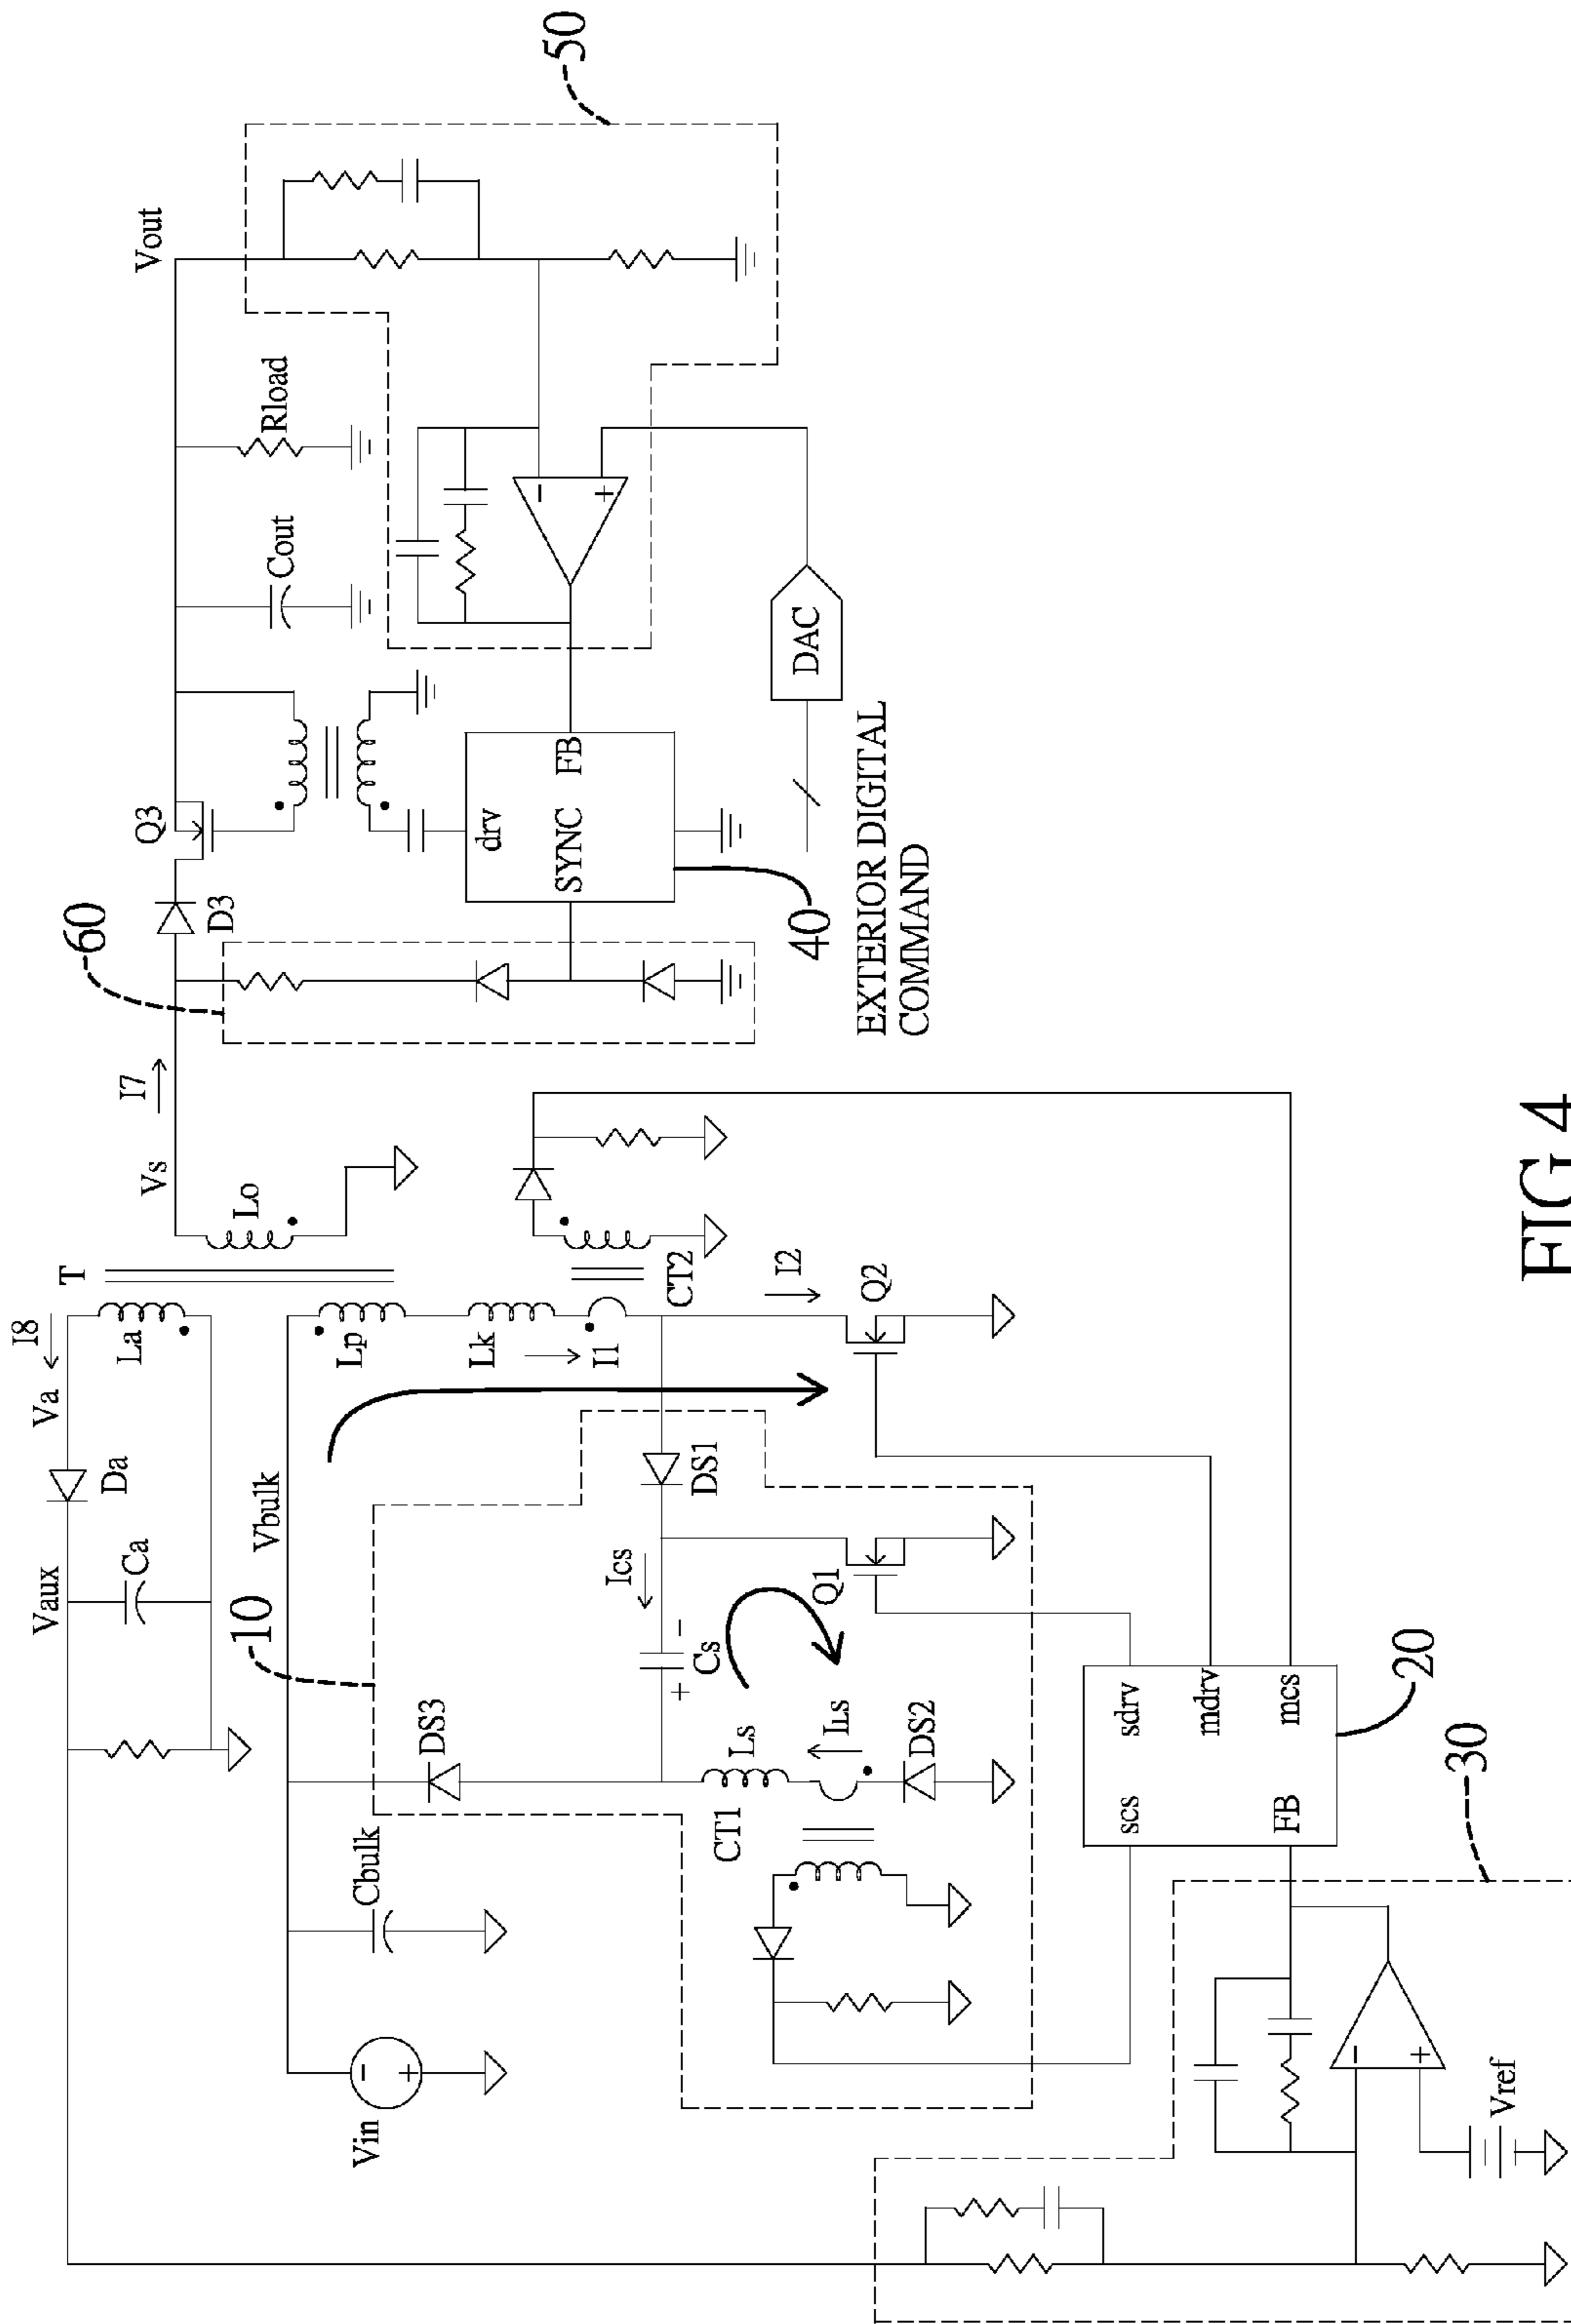 Vout
50
Rload
Cout
Q3
D3
60
drv
SYNC
FB
40
DAC
EXTERIOR DIGITAL
COMMAND
−
+
I7
Vs
Lo
T
I8
Va
La
Da
Vaux
Ca
Vbulk
10
Lp
Lk
I1
CT2
I2
Q2
DS1
Ics
Cs
−
+
Q1
DS3
Ls
ILs
DS2
CT1
Cbulk
Vin
−
+
sdrv
mdrv
mcs
scs
FB
20
30
−
+
Vref
FIG.4